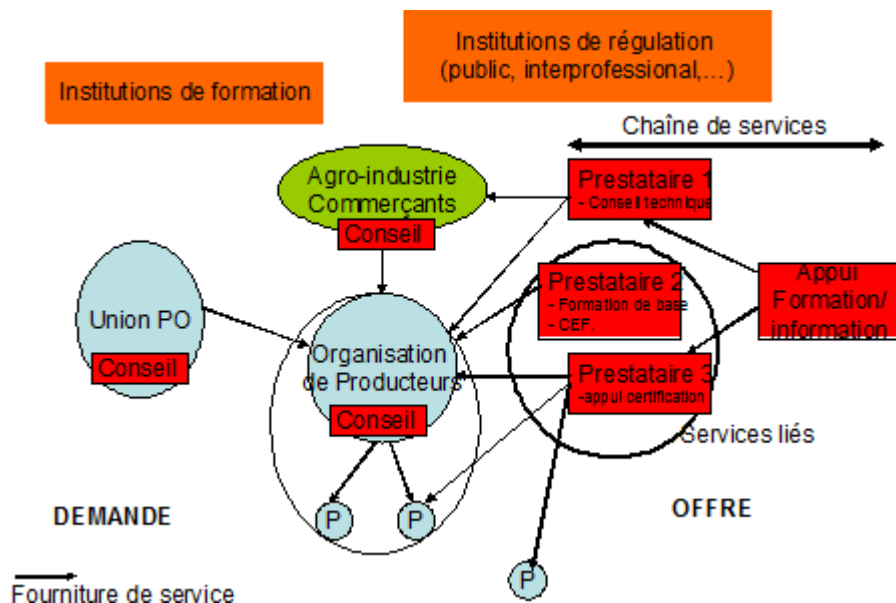 Institutions de régulation
(public, interprofessional,...)
Institutions de formation
Chaîne de services
Agro-industrie
Commerçants
Conseil
Prestataire 1
- Conseil technique
Prestataire 2
- Formation de base
- CEF.
Appui
Formation/
information
Union PO
Conseil
Organisation
de Producteurs
Conseil
Prestataire 3
-appui certification
Services liés
P
P
DEMANDE
OFFRE
P
Fourniture de service